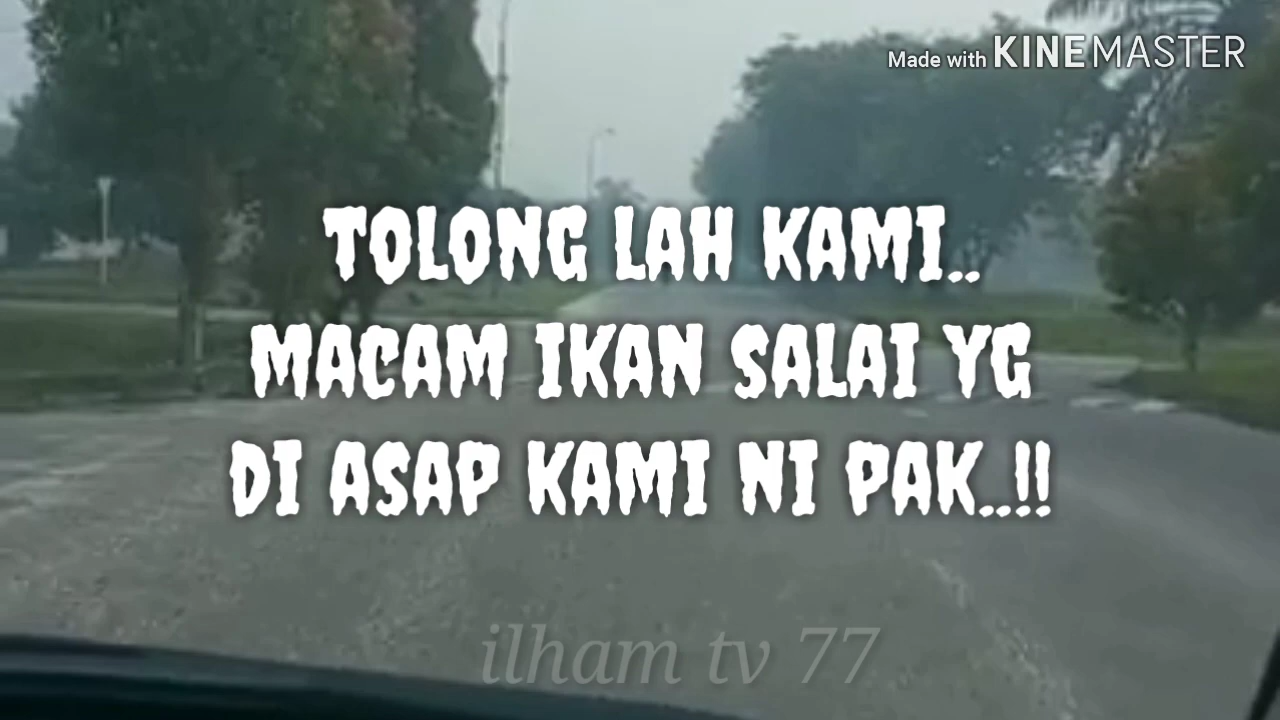 Made with KINEMASTER
TOLONG LAH KAMI..
MACAM IKAN SALAI YG
DI ASAP KAMI NI PAK..!!
ilham tv 77